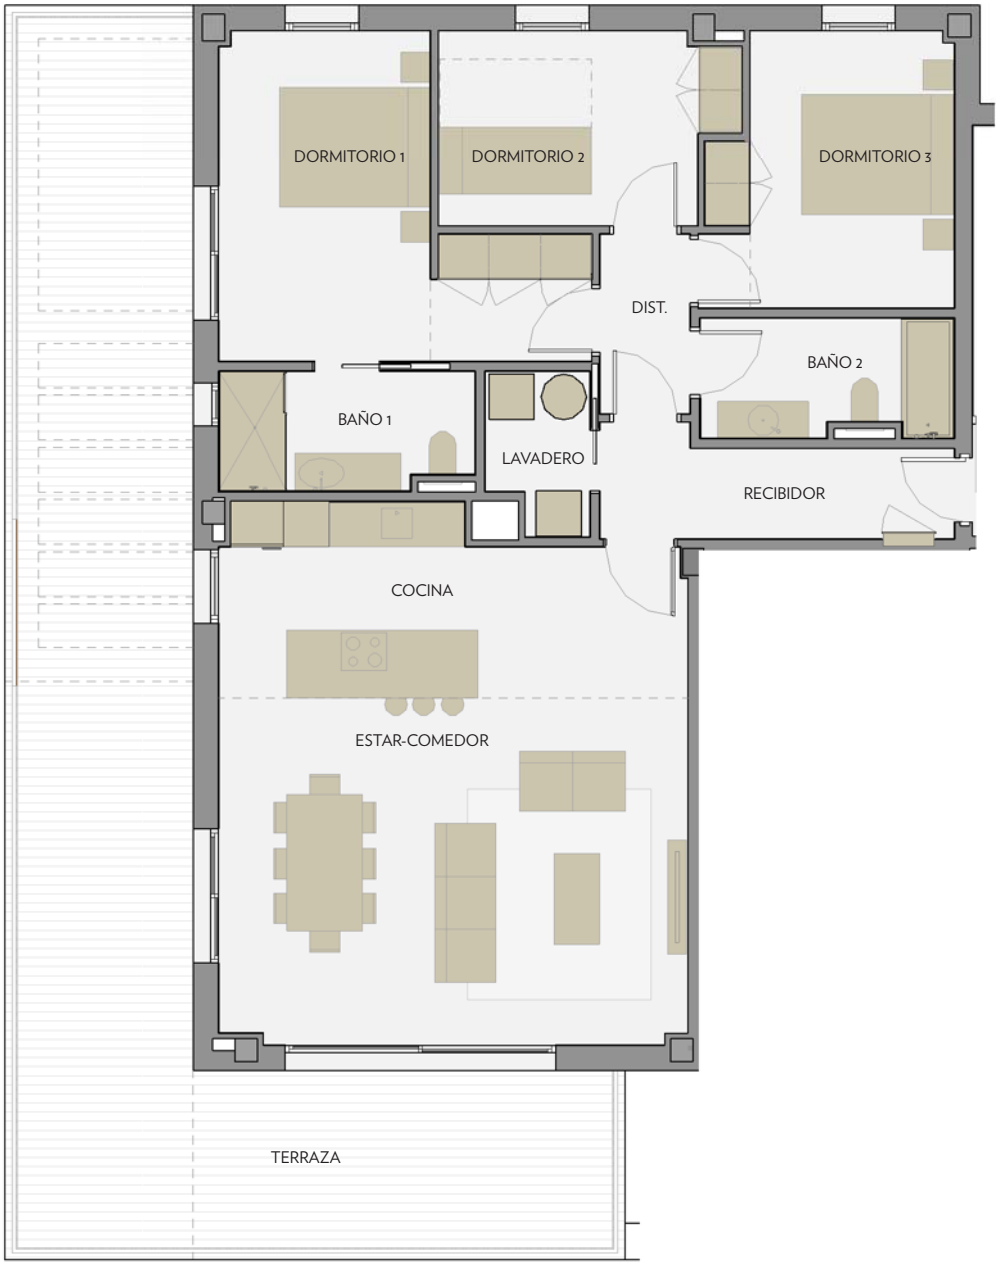 DORMITORIO 1
DORMITORIO 2
DORMITORIO 3
DIST.
BAÑO 2
BAÑO 1
LAVADERO
RECIBIDOR
COCINA
ESTAR-COMEDOR
TERRAZA